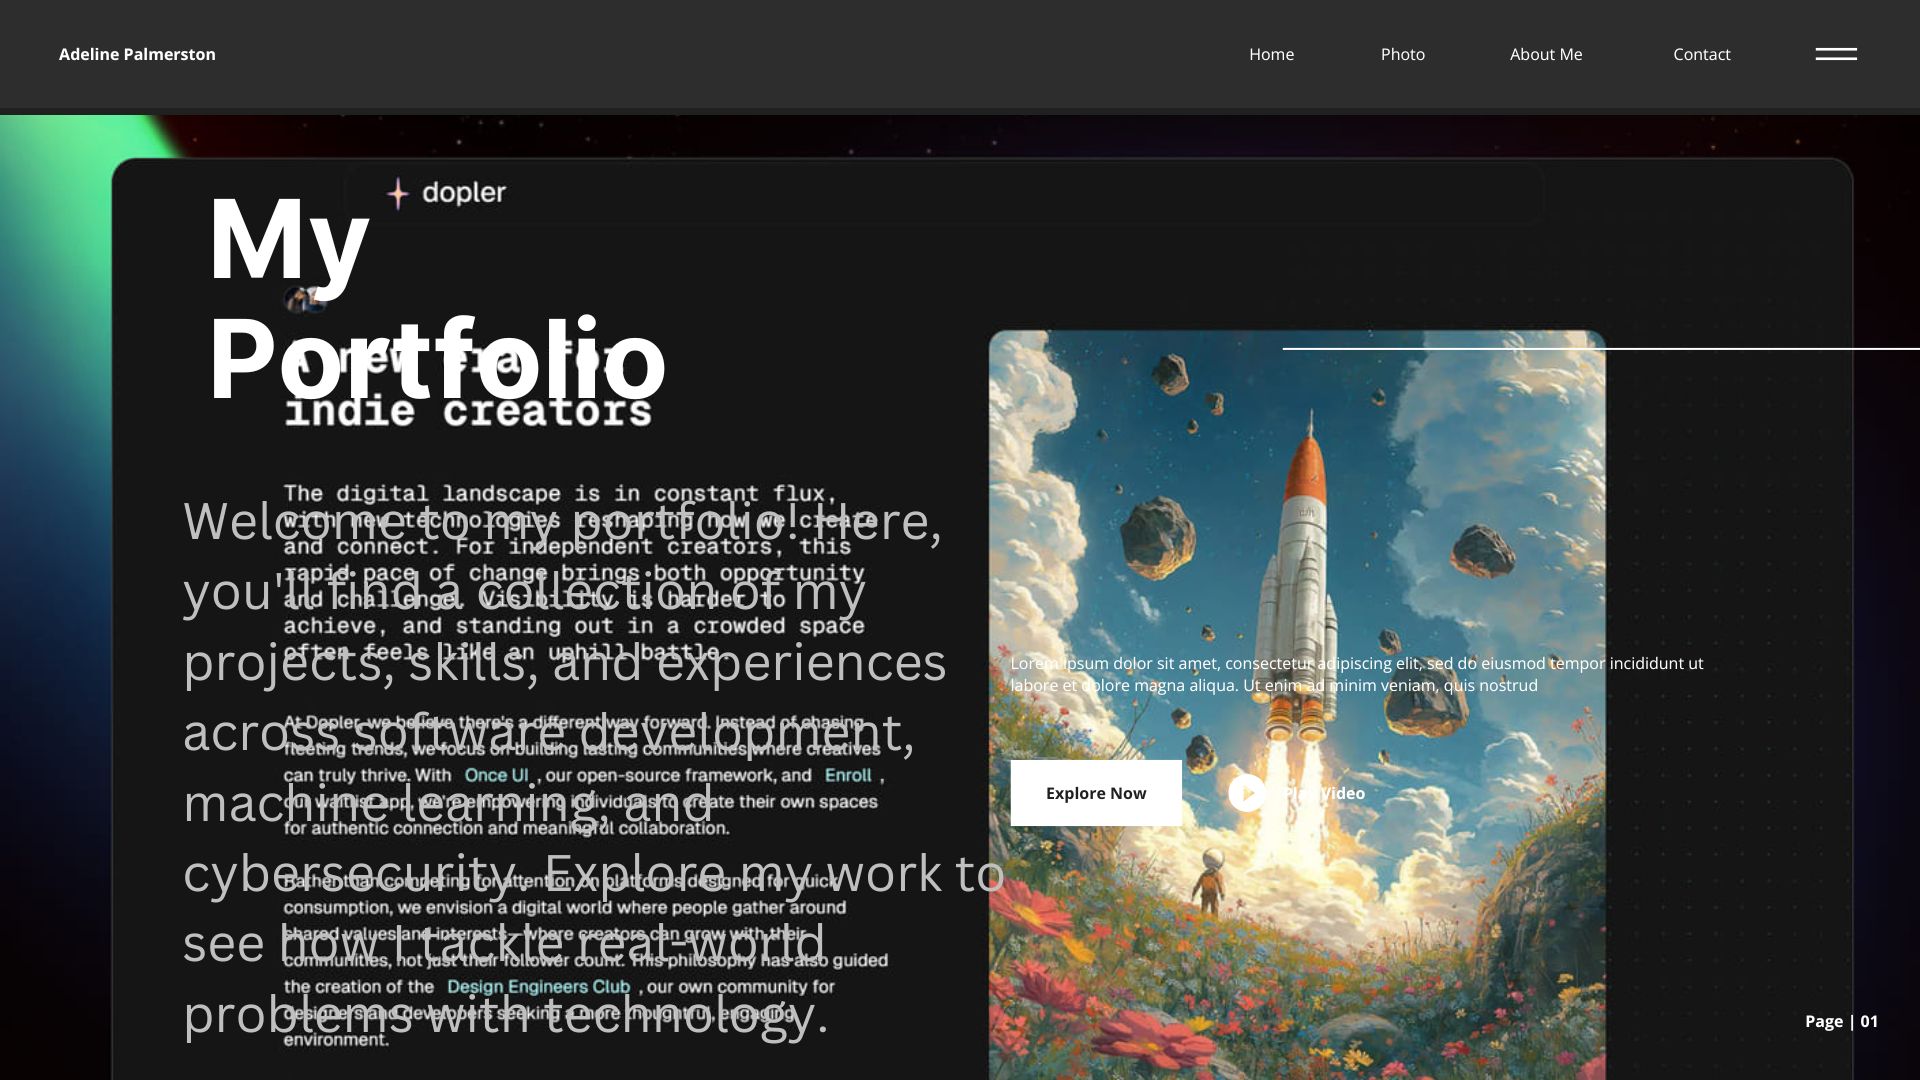 Adeline Palmerston
Home
Photo
About Me
Contact
dopler
My
Portfolio
A new era for
indie creators
The digital landscape is in constant flux,
with new technologies reshaping how we create
and connect. For independent creators, this
rapid pace of change brings both opportunity
and challenge. Visibility is harder to
achieve, and standing out in a crowded space
often feels like an uphill battle.
Welcome to my portfolio! Here,
you'll find a collection of my
projects, skills, and experiences
across software development,
machine learning, and
cybersecurity. Explore my work to
see how I tackle real-world
problems with technology.
At Dopler, we believe there's a different way forward. Instead of chasing
fleeting trends, we focus on building lasting communities where creatives
can truly thrive. With Once UI , our open-source framework, and Enroll ,
our waitlist app, we're empowering individuals to create their own spaces
for authentic connection and meaningful collaboration.
Rather than competing for attention on platforms designed for quick
consumption, we envision a digital world where people gather around
shared values and interests—where creators can grow with their
communities, not just their follower count. This philosophy has also guided
the creation of the Design Engineers Club , our own community for
designers and developers seeking a more thoughtful, engaging
environment.
Lorem ipsum dolor sit amet, consectetur adipiscing elit, sed do eiusmod tempor incididunt ut
labore et dolore magna aliqua. Ut enim ad minim veniam, quis nostrud
Explore Now
Play Video
Page | 01